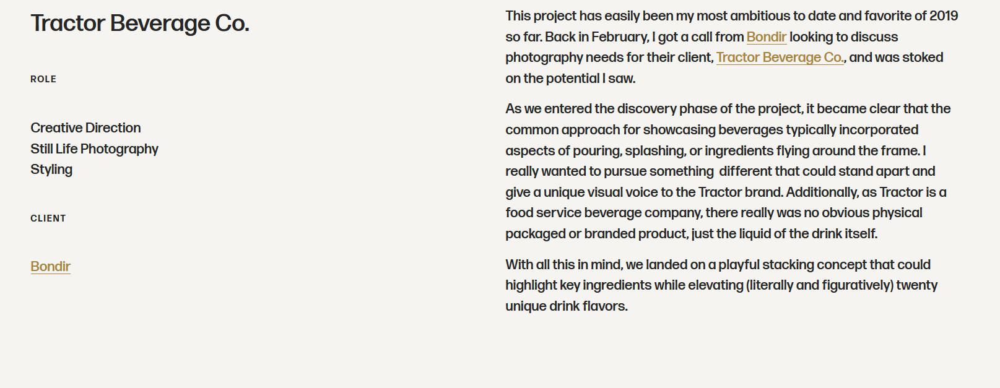 Tractor Beverage Co.
ROLE
Creative Direction
Still Life Photography
Styling
CLIENT
Bondir
This project has easily been my most ambitious to date and favorite of 2019
so far. Back in February, I got a call from Bondir looking to discuss
photography needs for their client, Tractor Beverage Co., and was stoked
on the potential I saw.
As we entered the discovery phase of the project, it became clear that the
common approach for showcasing beverages typically incorporated
aspects of pouring, splashing, or ingredients flying around the frame. I
really wanted to pursue something  different that could stand apart and
give a unique visual voice to the Tractor brand. Additionally, as Tractor is a
food service beverage company, there really was no obvious physical
packaged or branded product, just the liquid of the drink itself.
With all this in mind, we landed on a playful stacking concept that could
highlight key ingredients while elevating (literally and figuratively) twenty
unique drink flavors.